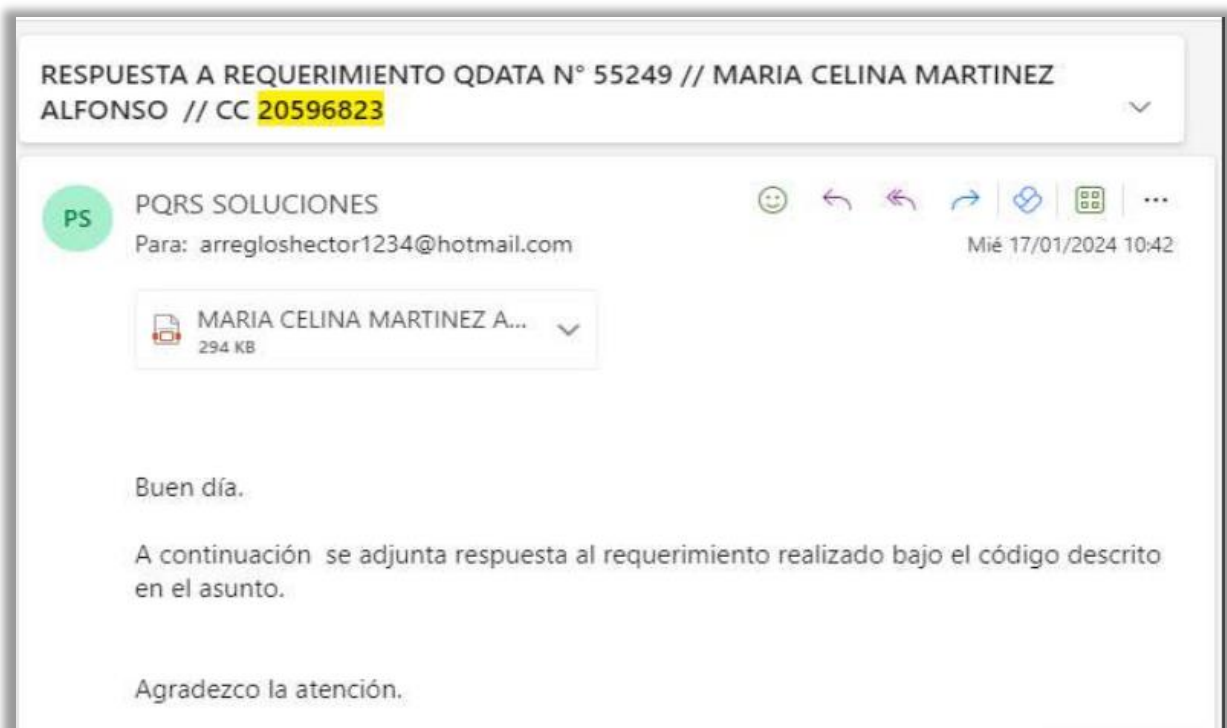 RESPUESTA A REQUERIMIENTO QDATA N° 55249 // MARIA CELINA MARTINEZ
ALFONSO // CC 20596823
PS
PQRS SOLUCIONES
Para: arregloshector1234@hotmail.com
Mié 17/01/2024 10:42
MARIA CELINA MARTINEZ A...
294 KB
Buen día.
A continuación se adjunta respuesta al requerimiento realizado bajo el código descrito
en el asunto.
Agradezco la atención.